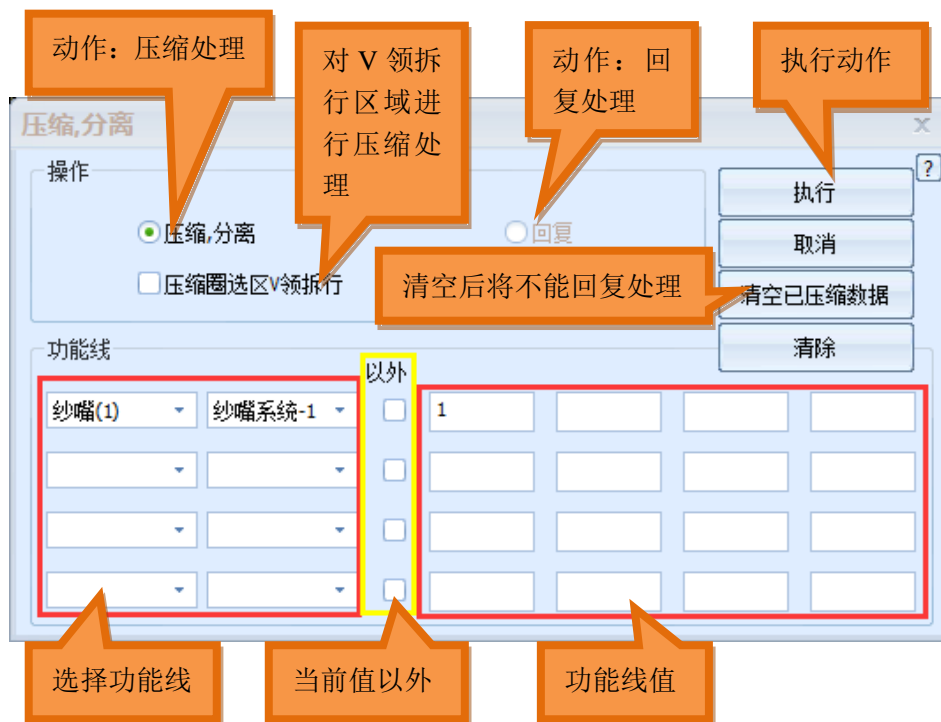 动作：压缩处理
对 V 领拆
行区域进
行压缩处
理
动作：回
复处理
执行动作
压缩,分离
操作
?
压缩,分离
回复
执行
取消
压缩圈选区V领拆行
清空后将不能回复处理
清空已压缩数据
清除
功能线
以外
纱嘴(1)
纱嘴系统-1
1
选择功能线
当前值以外
功能线值